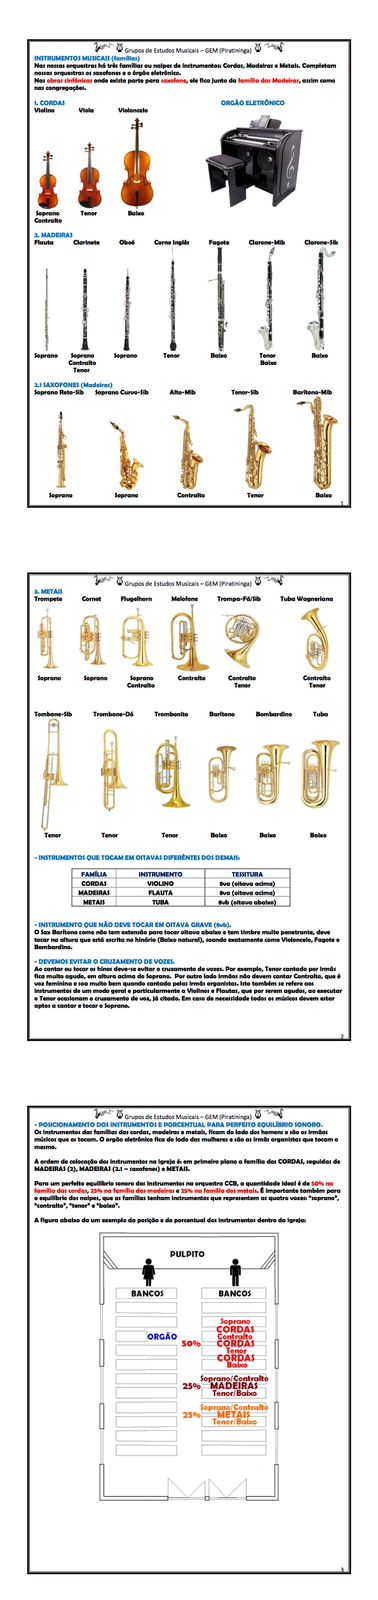 Grupos de Estudos Musicais – GEM (Piratininga)
INSTRUMENTOS MUSICAIS (famílias)
Nas nossas orquestras há três famílias ou naipes de instrumentos: Cordas, Madeiras e Metais. Completam
nossas orquestras os saxofones e o órgão eletrônico.
Nas obras sinfônicas onde existe parte para saxofone, ele fica junto da família das Madeiras, assim como
nas congregações.
1. CORDAS ORGÃO ELETRÔNICO
Violino Viola Violoncelo
Soprano Tenor Baixo
Contralto
2. MADEIRAS
Flauta Clarinete Oboé Corne Inglês Fagote Clarone-Mib Clarone-Sib
Soprano Soprano Soprano Tenor Baixo Tenor Baixo
Contralto Baixo
Tenor
2.1 SAXOFONES (Madeiras)
Soprano Reto-Sib Soprano Curvo-Sib Alto-Mib Tenor-Sib Barítono-Mib
Soprano Soprano Contralto Tenor Baixo
1
Grupos de Estudos Musicais – GEM (Piratininga)
3. METAIS
Trompete Cornet Flugelhorn Melofone Trompa-Fá/Sib Tuba Wagneriana
Soprano Soprano Soprano Contralto Contralto Contralto
Contralto Tenor Tenor
Trombone-Sib Trombone-Dó Trombonito Barítono Bombardino Tuba
Tenor Tenor Tenor Baixo Baixo Baixo
- INSTRUMENTOS QUE TOCAM EM OITAVAS DIFERÊNTES DOS DEMAIS:
FAMÍLIA INSTRUMENTO TESSITURA
CORDAS VIOLINO 8va (oitava acima)
MADEIRAS FLAUTA 8va (oitava acima)
METAIS TUBA 8vb (oitava abaixo)
- INSTRUMENTO QUE NÃO DEVE TOCAR EM OITAVA GRAVE (8vb).
O Sax Barítono como não tem extensão para tocar oitava abaixo e tem timbre muito penetrante, deve
tocar na altura que está escrita no hinário (Baixo natural), soando exatamente como Violoncelo, Fagote e
Bombardino.
- DEVEMOS EVITAR O CRUZAMENTO DE VOZES.
Ao cantar ou tocar os hinos deve-se evitar o cruzamento de vozes. Por exemplo, Tenor cantado por irmãs
fica muito agudo, em altura acima do Soprano. Por outro lado irmãos não devem cantar Contralto, que é
voz feminina e soa muito bem quando cantada pelas irmãs organistas. Isto também se refere aos
instrumentos de um modo geral e particularmente a Violinos e Flautas, que por serem agudos, ao executar
o Tenor ocasionam o cruzamento de voz, já citado. Em caso de necessidade todos os músicos devem estar
aptos a cantar e tocar o Soprano.
2
Grupos de Estudos Musicais – GEM (Piratininga)
- POSICIONAMENTO DOS INSTRUMENTOS E PORCENTUAL PARA PERFEITO EQUILÍBRIO SONORO.
Os instrumentos das famílias das cordas, madeiras e metais, ficam do lado dos homens e são os irmãos
músicos que os tocam. O orgão eletrônico fica do lado das mulheres e são as irmãs organistas que tocam o
mesmo.
A ordem de colocação dos instrumentos na igreja é: em primeiro plano a família das CORDAS, seguidas de
MADEIRAS (2), MADEIRAS (2.1 – saxofones) e METAIS.
Para um perfeito equilíbrio sonoro dos instrumentos na orquestra CCB, a quantidade ideal é de 50% na
família das cordas, 25% na família das madeiras e 25% na família dos metais. É importante também para
o equilíbrio dos naipes, que as famílias tenham instrumentos que representem as quatro vozes: "soprano",
"contralto", "tenor" e "baixo".
A figura abaixo da um exemplo da posição e do porcentual dos instrumentos dentro da igreja:
PULPITO
BANCOS BANCOS
Soprano
CORDAS
ORGÃO Contralto
50% CORDAS
Tenor
CORDAS
Baixo
Soprano/Contralto
25% MADEIRAS
Tenor/Baixo
Soprano/Contralto
25% METAIS
Tenor/Baixo
3